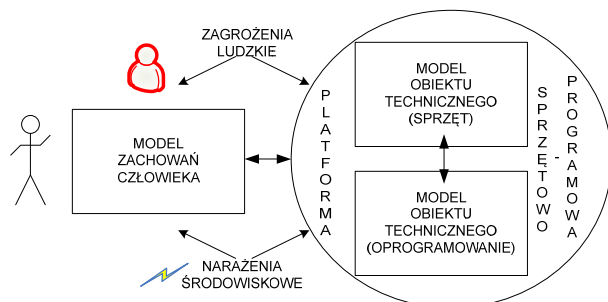 ZAGROŻENIA
LUDZKIE
MODEL
ZACHOWAŃ
CZŁOWIEKA
NARAŻENIA
ŚRODOWISKOWE
PLATFORMA
MODEL
OBIEKTU
TECHNICZNEGO
(SPRZĘT)
MODEL
OBIEKTU
TECHNICZNEGO
(OPROGRAMOWANIE)
SPRZĘTOWO
-
PROGRAMOWA